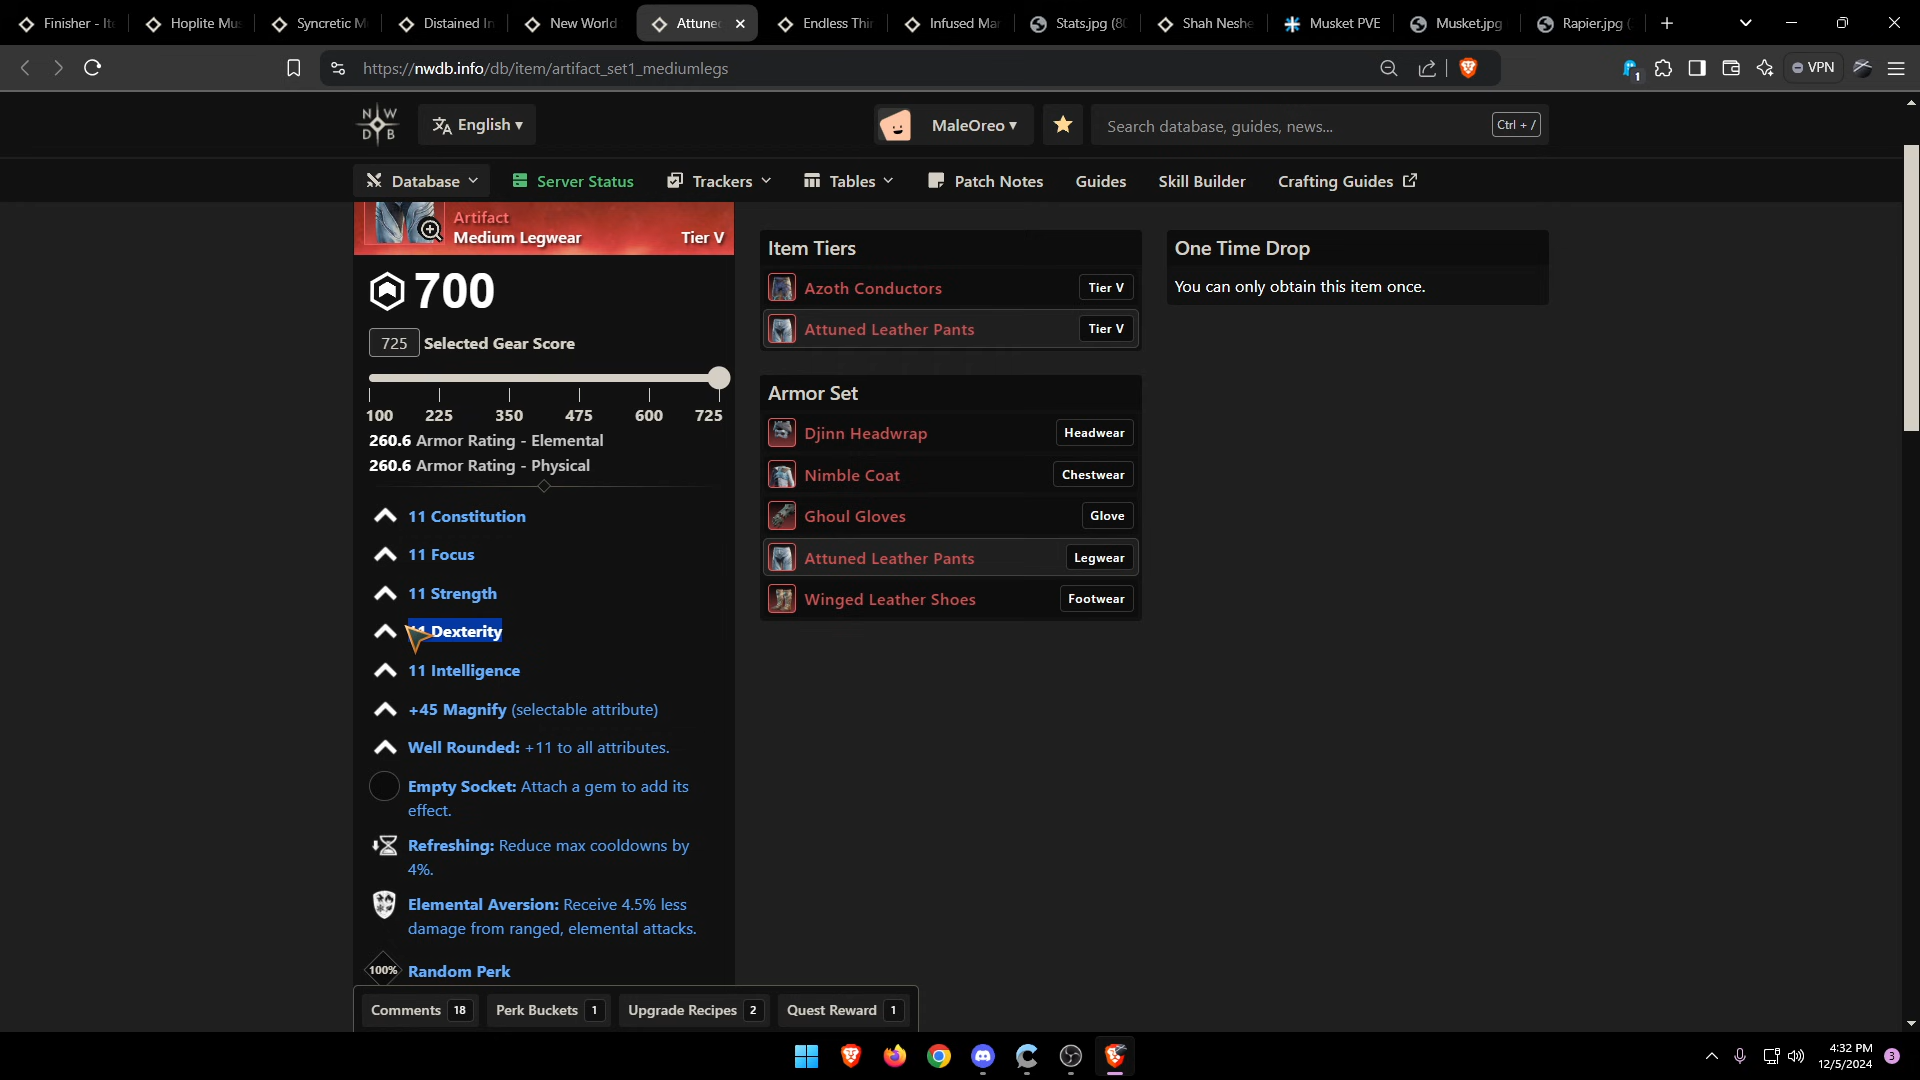 Finisher - It
Hoplite Mus
Syncretic M
Distained In
New World
Attuned
Endless Thir
Infused Man
Stats.jpg (80
Shah Neshe
Musket PVE
Musket.jpg
Rapier.jpg (
https://nwdb.info/db/item/artifact_set1_mediumlegs
1
VPN
N W
D B
English ▾
MaleOreo ▾
Search database, guides, news...
Ctrl + /
Database
Server Status
Trackers
Tables
Patch Notes
Guides
Skill Builder
Crafting Guides
Artifact
Medium Legwear
Tier V
700
725 Selected Gear Score
100 225 350 475 600 725
260.6 Armor Rating - Elemental
260.6 Armor Rating - Physical
11 Constitution
11 Focus
11 Strength
11 Dexterity
11 Intelligence
+45 Magnify (selectable attribute)
Well Rounded: +11 to all attributes.
Empty Socket: Attach a gem to add its
effect.
Refreshing: Reduce max cooldowns by
4%.
Elemental Aversion: Receive 4.5% less
damage from ranged, elemental attacks.
100% Random Perk
Item Tiers
Azoth Conductors Tier V
Attuned Leather Pants Tier V
Armor Set
Djinn Headwrap Headwear
Nimble Coat Chestwear
Ghoul Gloves Glove
Attuned Leather Pants Legwear
Winged Leather Shoes Footwear
One Time Drop
You can only obtain this item once.
Comments 18
Perk Buckets 1
Upgrade Recipes 2
Quest Reward 1
4:32 PM
12/5/2024
3